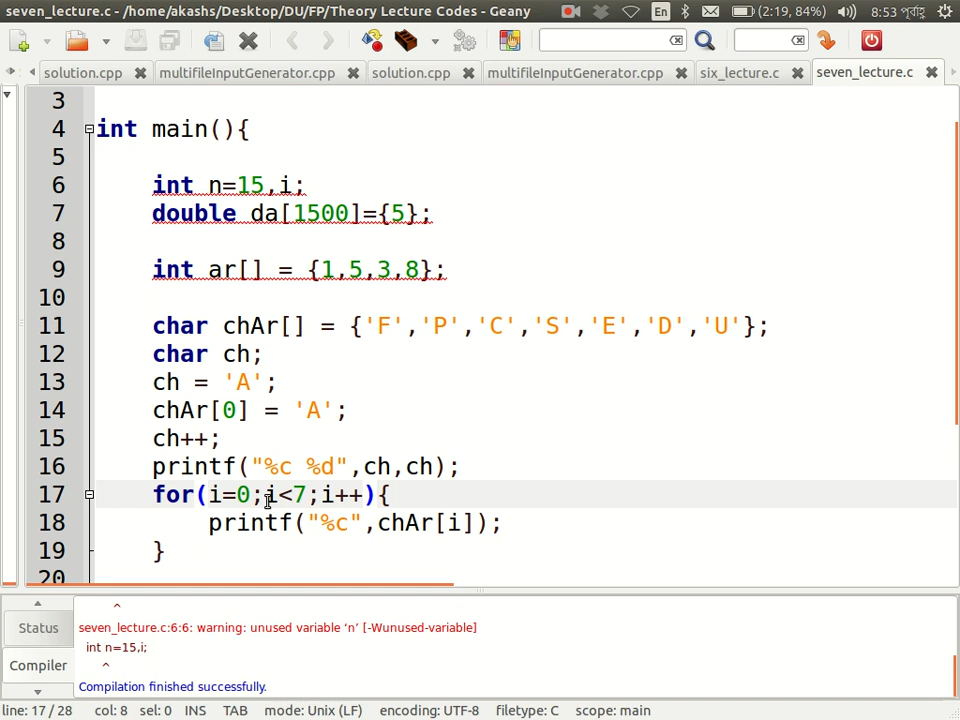 seven_lecture.c - /home/akashs/Desktop/DU/FP/Theory Lecture Codes - Geany
En (2:19, 84%) 8:53 পূর্বাহ্ণ
solution.cpp multifileInputGenerator.cpp solution.cpp multifileInputGenerator.cpp six_lecture.c seven_lecture.c
3
4 int main(){
5
6 int n=15,i;
7 double da[1500]={5};
8
9 int ar[] = {1,5,3,8};
10
11 char chAr[] = {'F','P','C','S','E','D','U'};
12 char ch;
13 ch = 'A';
14 chAr[0] = 'A';
15 ch++;
16 printf("%c %d",ch,ch);
17 for(i=0;i<7;i++){
18 printf("%c",chAr[i]);
19 }
20
Status
Compiler
^
seven_lecture.c:6:6: warning: unused variable ‘n’ [-Wunused-variable]
int n=15,i;
^
Compilation finished successfully.
line: 17 / 28 col: 8 sel: 0 INS TAB mode: Unix (LF) encoding: UTF-8 filetype: C scope: main